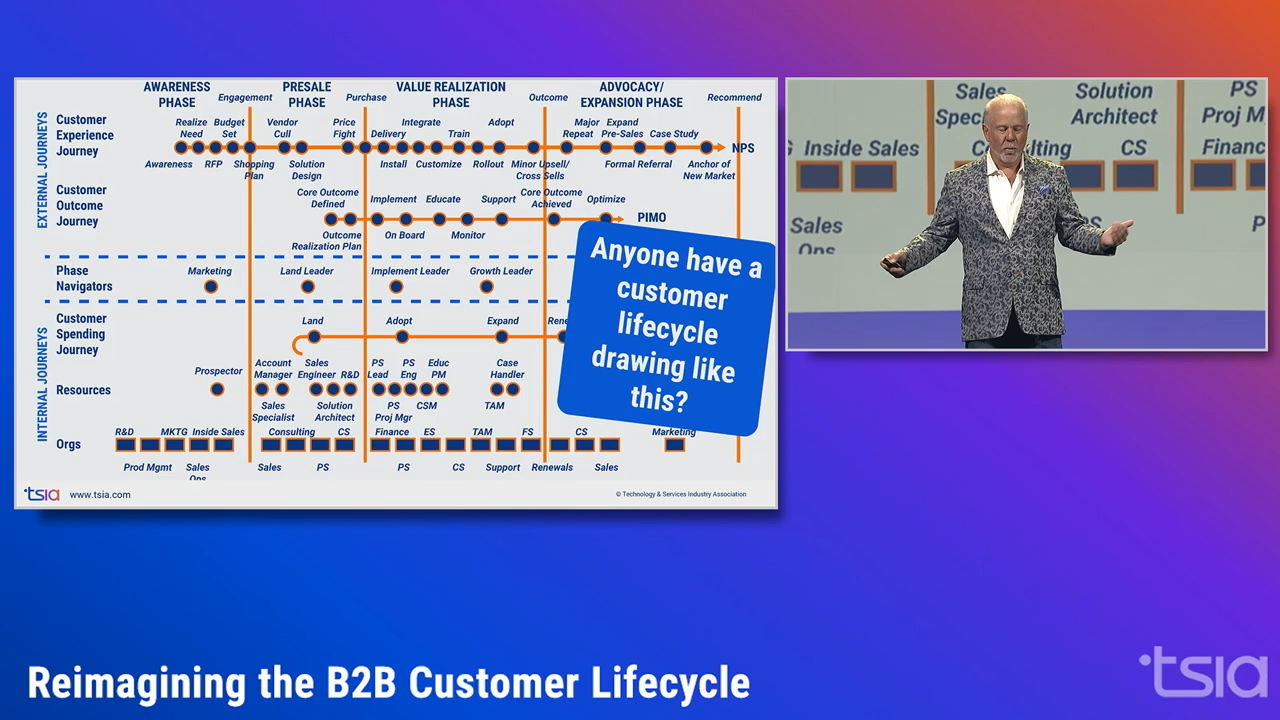 AWARENESS
PHASE
Engagement
PRESALE
PHASE
Purchase
VALUE REALIZATION
PHASE
Outcome
ADVOCACY/
EXPANSION PHASE
Recommend
EXTERNAL JOURNEYS
Customer
Experience
Journey
Realize
Need
Budget
Set
Vendor
Cull
Price
Fight
Delivery
Integrate
Train
Adopt
Major
Repeat
Expand
Pre-Sales
Case Study
NPS
Awareness
RFP
Shopping
Plan
Solution
Design
Install
Customize
Rollout
Minor Upsell/
Cross Sells
Formal Referral
Anchor of
New Market
Customer
Outcome
Journey
Core Outcome
Defined
Implement
Educate
Support
Core Outcome
Achieved
Optimize
PIMO
Outcome
Realization Plan
On Board
Monitor
Phase
Navigators
Marketing
Land Leader
Implement Leader
Growth Leader
INTERNAL JOURNEYS
Customer
Spending
Journey
Land
Adopt
Expand
Resources
Prospector
Account
Manager
Sales
Engineer
R&D
PS
Lead
PS
Eng
Educ
PM
Case
Handler
Sales
Specialist
Solution
Architect
PS
Proj Mgr
CSM
TAM
Orgs
R&D
MKTG
Inside Sales
Consulting
CS
Finance
ES
TAM
FS
CS
Marketing
Prod Mgmt
Sales
Ops
Sales
PS
PS
CS
Support
Renewals
Sales
Anyone have a
customer
lifecycle
drawing like
this?
tsia
www.tsia.com
© Technology & Services Industry Association
Sales
Solution
Architect
PS
Proj M
Inside Sales
CS
Financ
Sales
Ops
Reimagining the B2B Customer Lifecycle
tsia